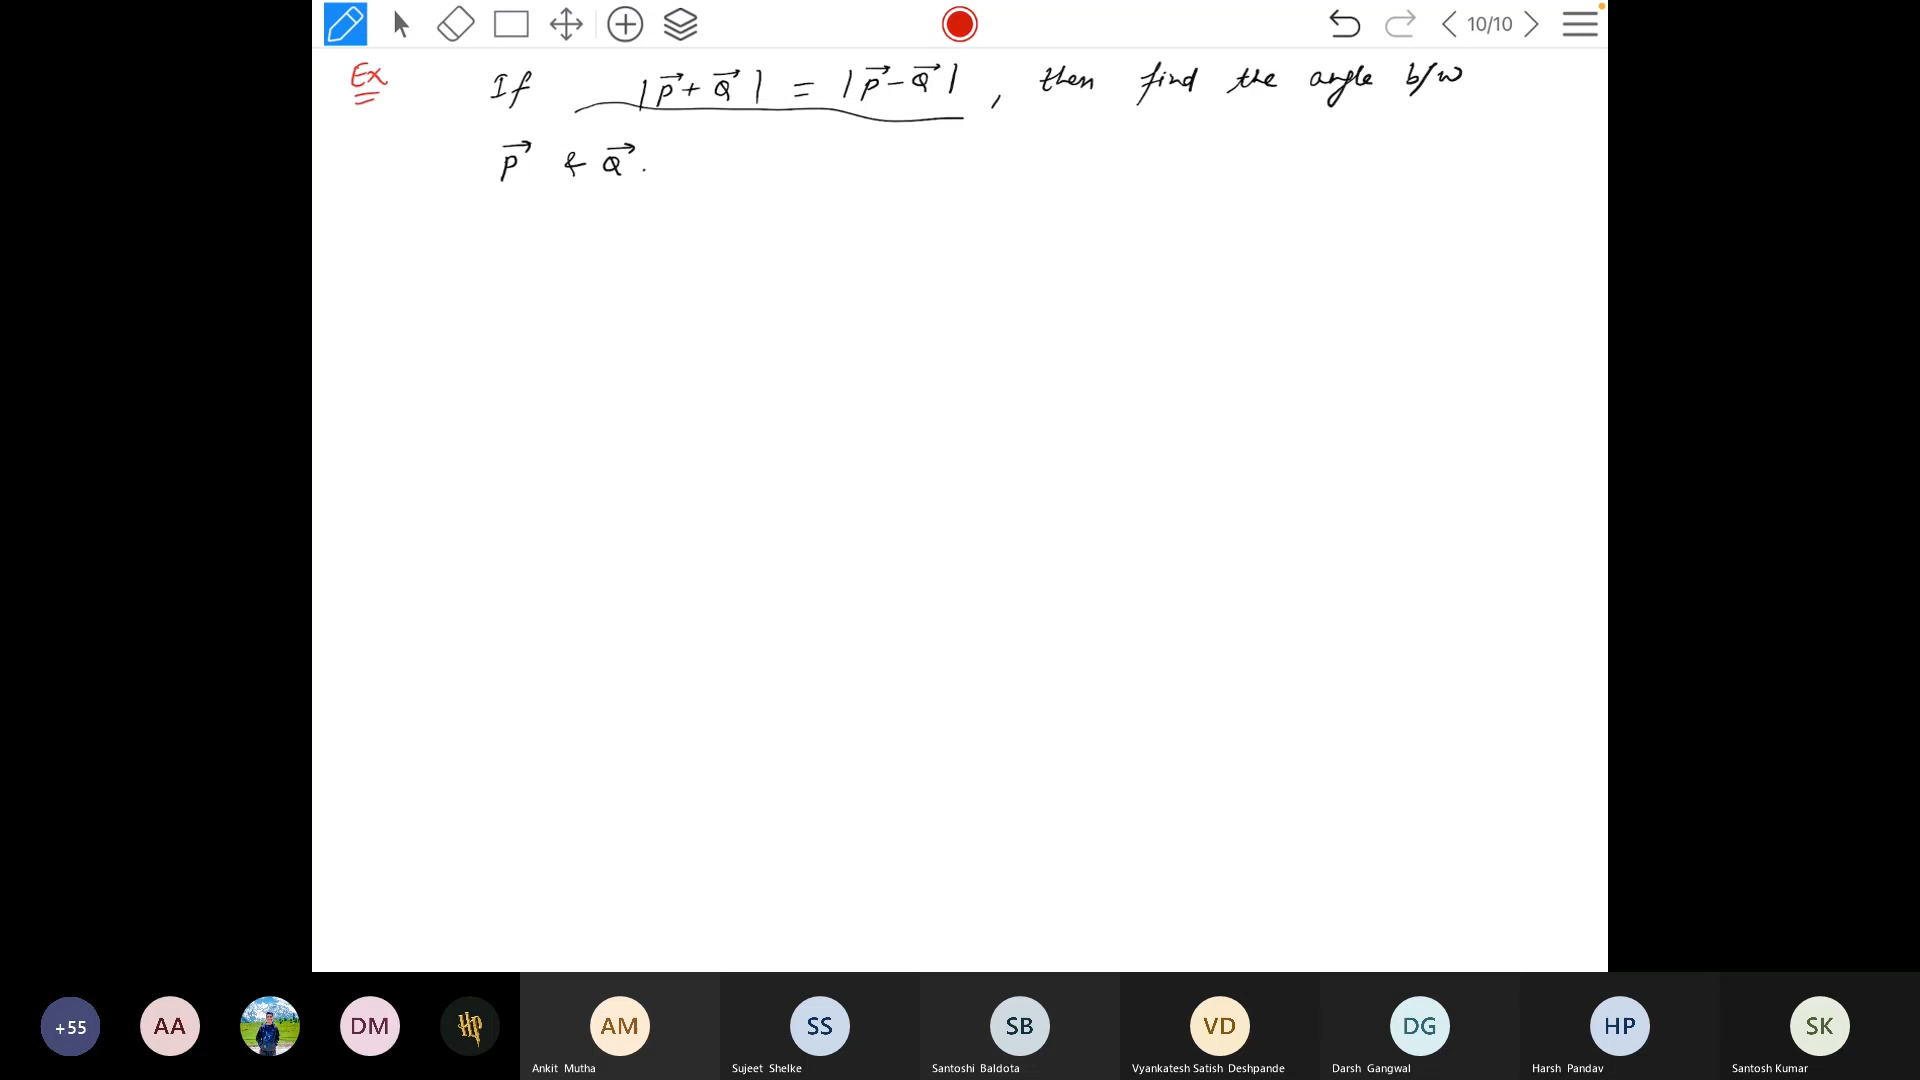 10/10
Ex If |P⃗+Q⃗| = |P⃗-Q⃗|, then find the angle b/w
P⃗ & Q⃗.
+55 AA DM HP AM SS SB VD DG HP SK
Ankit Mutha Sujeet Shelke Santoshi Baldota Vyankatesh Satish Deshpande Darsh Gangwal Harsh Pandav Santosh Kumar